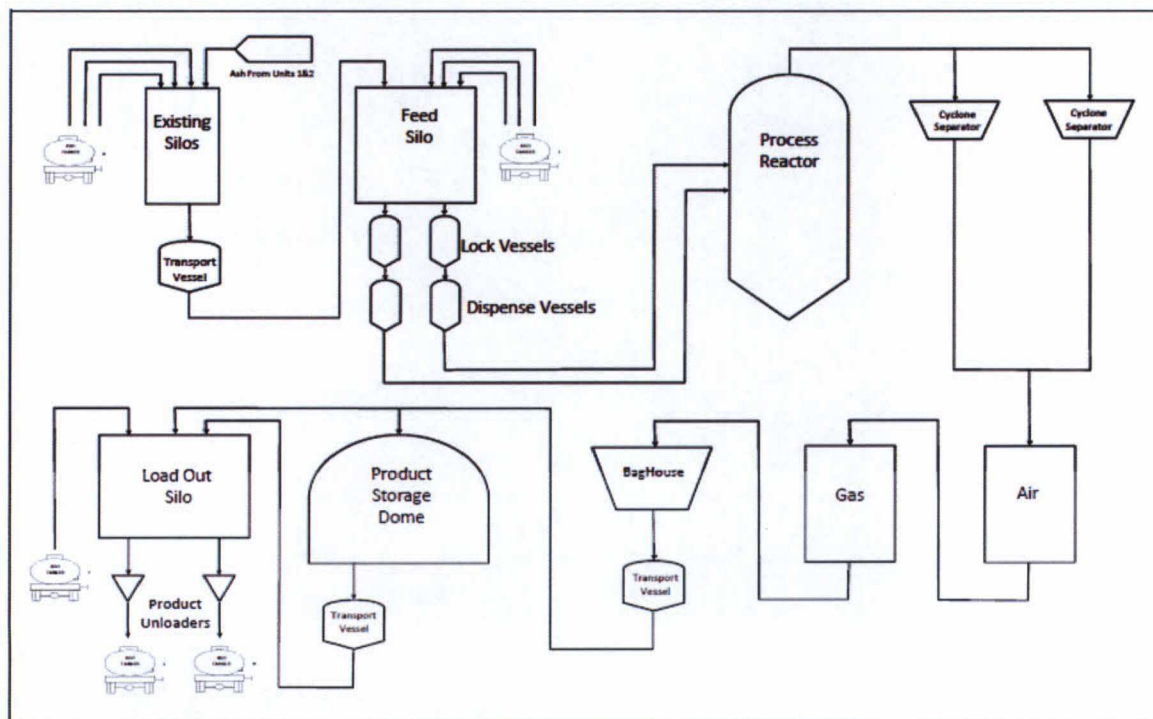 Ash From Units 1&2
Existing
Silos
Feed
Silo
Process
Reactor
Cyclone
Separator
Cyclone
Separator
Transport
Vessel
Lock Vessels
Dispense Vessels
Load Out
Silo
Product
Storage
Dome
BagHouse
Gas
Air
Product
Unloaders
Transport
Vessel
Transport
Vessel